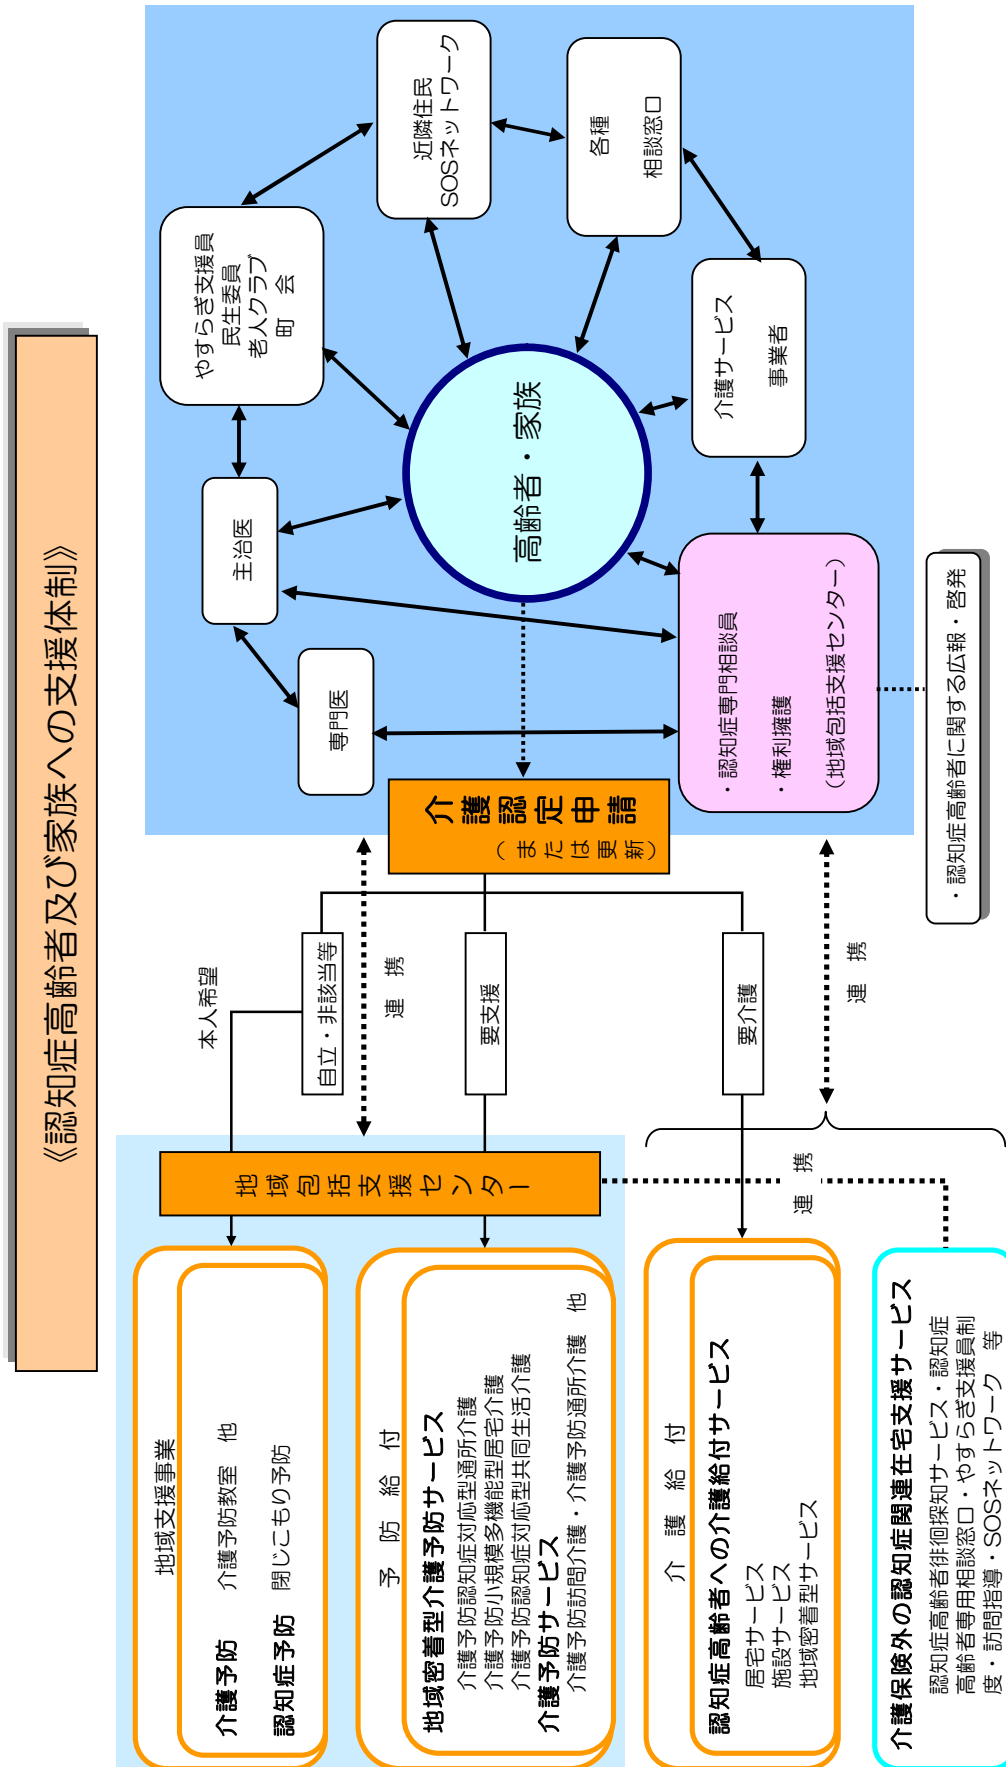 《認知症高齢者及び家族への支援体制》
やすらぎ支援員
民生委員
老人クラブ
町　会
近隣住民
SOSネットワーク
各種
相談窓口
主治医
介護サービス
事業者
高齢者・家族
専門医
・認知症専門相談員
・権利擁護
（地域包括支援センター）
・認知症高齢者に関する広報・啓発
介護認定申請
（または更新）
本人希望
自立・非該当等
連　携
要支援
要介護
連　携
地域包括支援センター
連　携
地域支援事業
介護予防　介護予防教室　他
認知症予防　閉じこもり予防
予　防　給　付
地域密着型介護予防サービス
介護予防認知症対応型通所介護
介護予防小規模多機能型居宅介護
介護予防認知症対応型共同生活介護
介護予防サービス
介護予防訪問介護・介護予防通所介護　他
介　護　給　付
認知症高齢者への介護給付サービス
居宅サービス
施設サービス
地域密着型サービス
介護保険外の認知症関連在宅支援サービス
認知症高齢者徘徊探知サービス・認知症
高齢者専用相談窓口・やすらぎ支援員制
度・訪問指導・SOSネットワーク　等